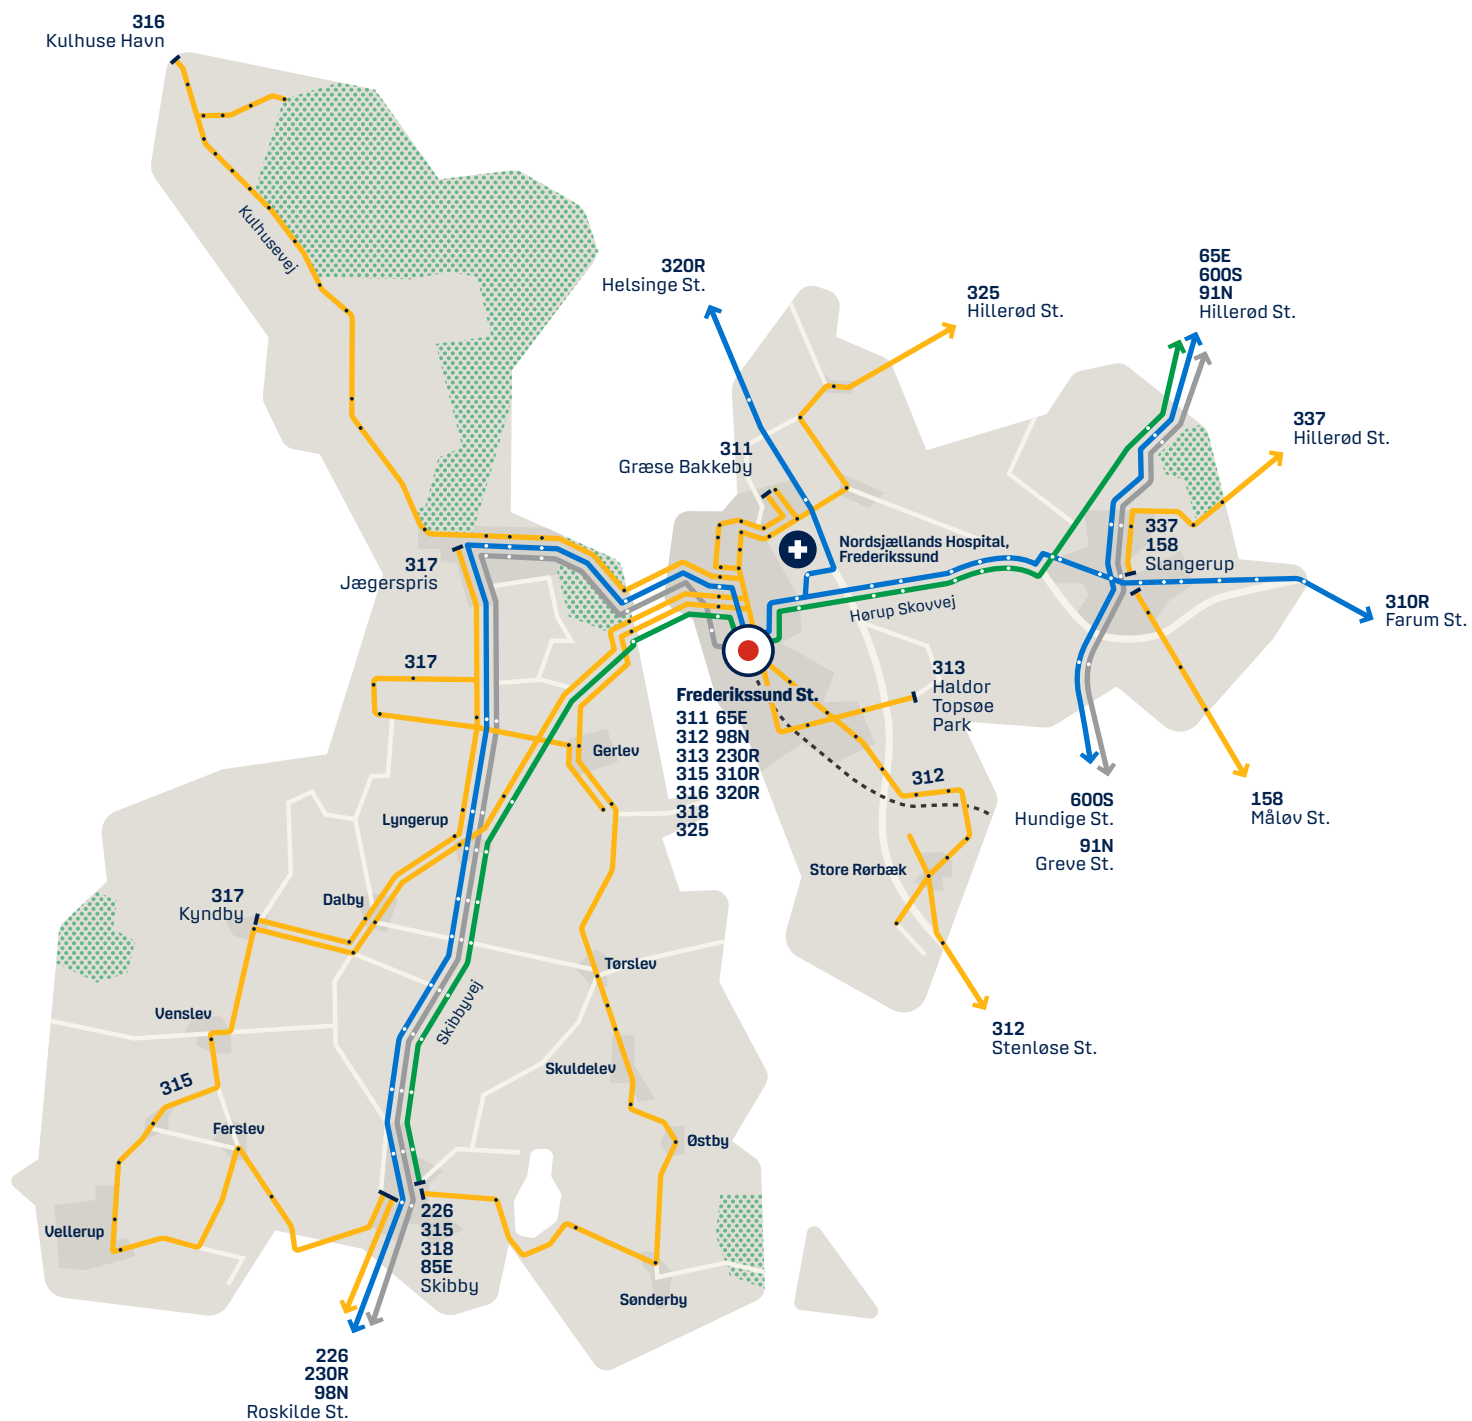 316
Kulhuse Havn
Kulhusevej
320R
Helsinge St.
325
Hillerød St.
65E
600S
91N
Hillerød St.
337
Hillerød St.
311
Græse Bakkeby
Nordsjællands Hospital,
Frederikssund
337
158
Slangerup
317
Jægerspris
310R
Farum St.
Hørup Skovvej
317
313
Haldor
Topsøe
Park
Frederikssund St.
311 65E
312 98N
313 230R
315 310R
316 320R
318
325
Gerlev
312
600S
Hundige St.
91N
Greve St.
158
Måløv St.
Lyngerup
Store Rørbæk
317
Kyndby
Dalby
Tørslev
Skibbyvej
Venslev
312
Stenløse St.
Skuldelev
315
Ferslev
Østby
Vellerup
226
315
318
85E
Skibby
Sønderby
226
230R
98N
Roskilde St.